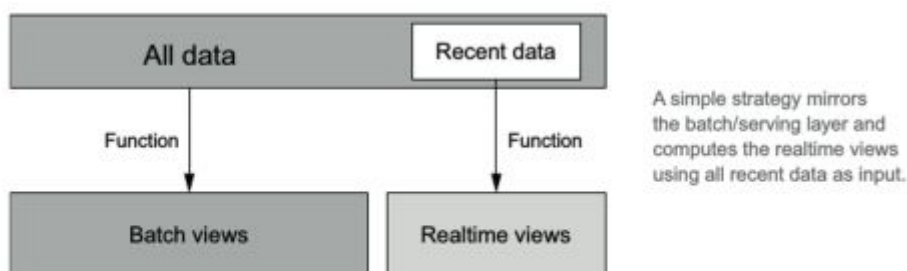 All data
Recent data
Function
Function
Batch views
Realtime views
A simple strategy mirrors
the batch/serving layer and
computes the realtime views
using all recent data as input.